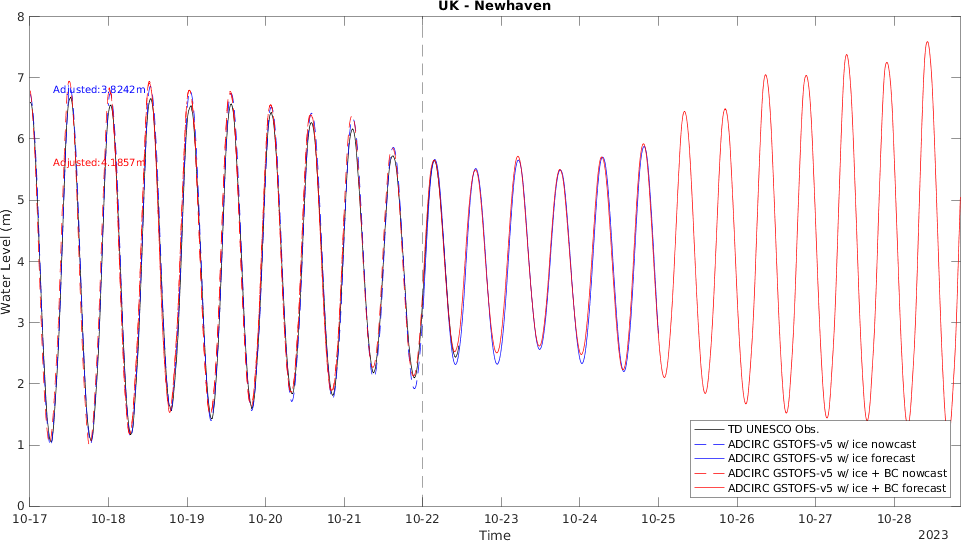 UK - Newhaven
8
7
6
5
4
3
2
1
0
Water Level (m)
Adjusted:3.8242m
Adjusted:4.1857m
TD UNESCO Obs.
ADCIRC GSTOFS-v5 w/ ice nowcast
ADCIRC GSTOFS-v5 w/ ice forecast
ADCIRC GSTOFS-v5 w/ ice + BC nowcast
ADCIRC GSTOFS-v5 w/ ice + BC forecast
10-17 10-18 10-19 10-20 10-21 10-22 10-23 10-24 10-25 10-26 10-27 10-28
Time
2023